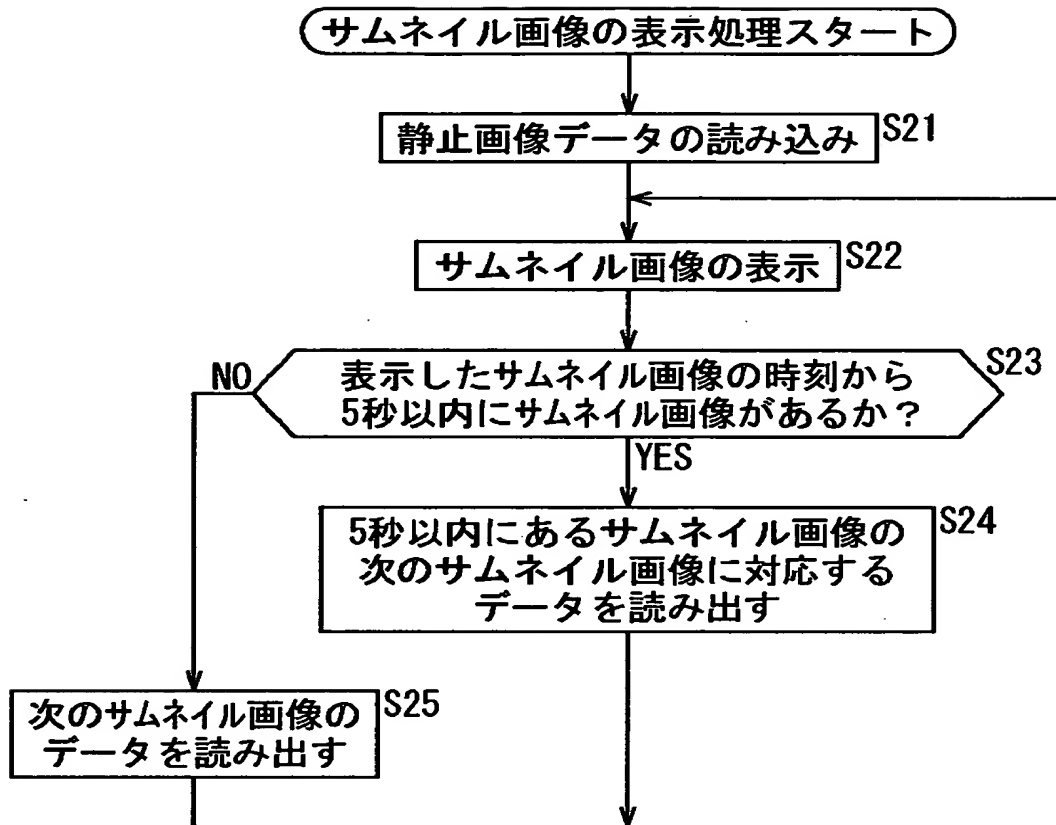 サムネイル画像の表示処理スタート
静止画像データの読み込み
S21
サムネイル画像の表示
S22
表示したサムネイル画像の時刻から
5秒以内にサムネイル画像があるか？
S23
NO
YES
5秒以内にあるサムネイル画像の
次のサムネイル画像に対応する
データを読み出す
S24
次のサムネイル画像の
データを読み出す
S25